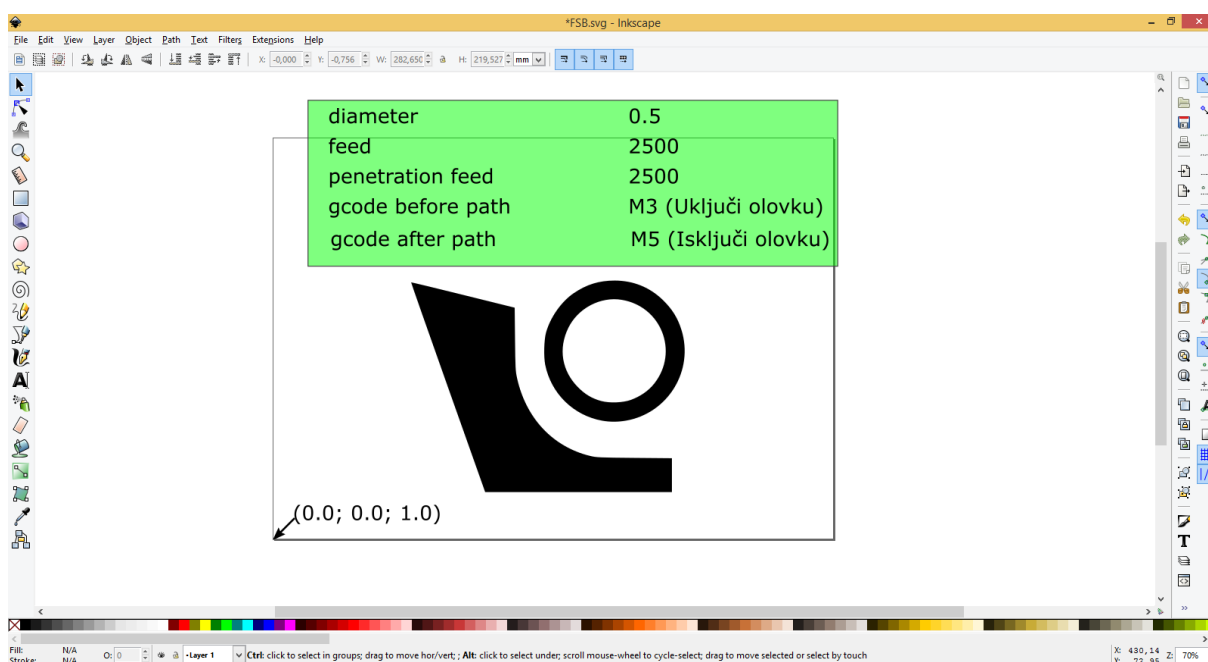 *FSB.svg - Inkscape
File Edit View Layer Object Path Text Filters Extensions Help
X: -0,000 Y: -0,756 W: 282,650 H: 219,527 mm
diameter 0.5
feed 2500
penetration feed 2500
gcode before path M3 (Uključi olovku)
gcode after path M5 (Isključi olovku)
(0.0; 0.0; 1.0)
Fill: N/A
Stroke: N/A
O: 0
Layer 1
Ctrl: click to select in groups; drag to move hor/vert; ; Alt: click to select under; scroll mouse-wheel to cycle-select; drag to move selected or select by touch
X: 430,14
Z: 70%